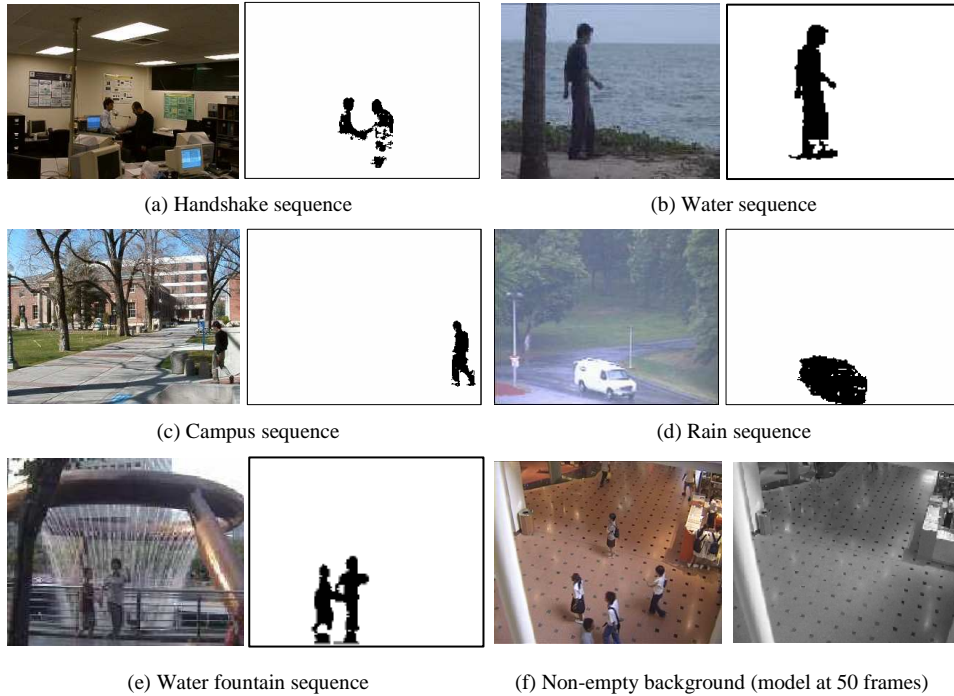 (a) Handshake sequence
(b) Water sequence
(c) Campus sequence
(d) Rain sequence
(e) Water fountain sequence
(f) Non-empty background (model at 50 frames)